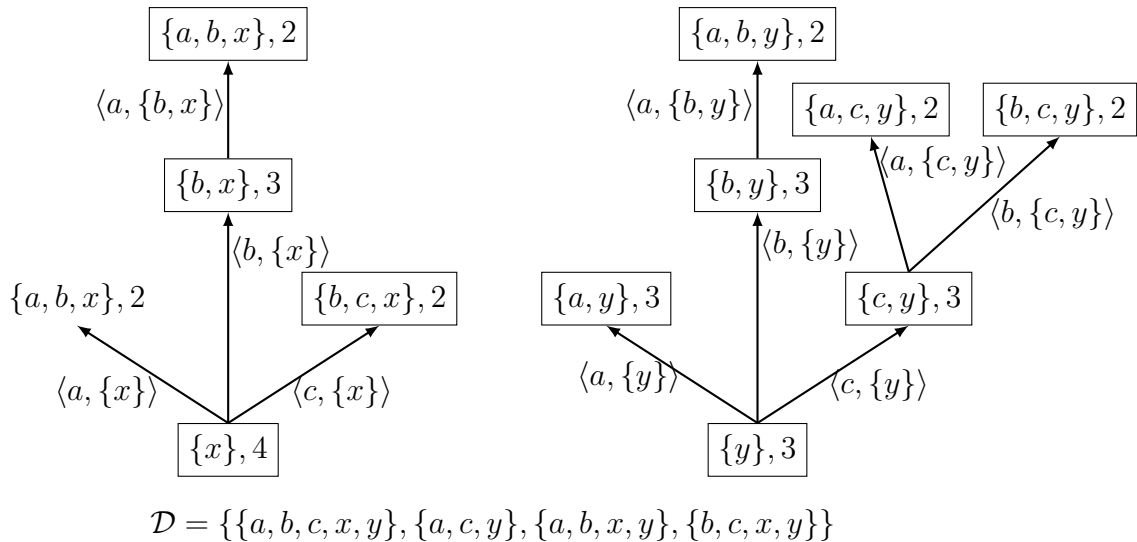 {a, b, x}, 2
{a, b, y}, 2
⟨a, {b, x}⟩
⟨a, {b, y}⟩
{a, c, y}, 2
{b, c, y}, 2
⟨a, {c, y}⟩
{b, x}, 3
{b, y}, 3
⟨b, {c, y}⟩
⟨b, {x}⟩
⟨b, {y}⟩
{a, b, x}, 2
{b, c, x}, 2
{a, y}, 3
{c, y}, 3
⟨a, {x}⟩
⟨c, {x}⟩
⟨a, {y}⟩
⟨c, {y}⟩
{x}, 4
{y}, 3
𝒟 = {{a, b, c, x, y}, {a, c, y}, {a, b, x, y}, {b, c, x, y}}